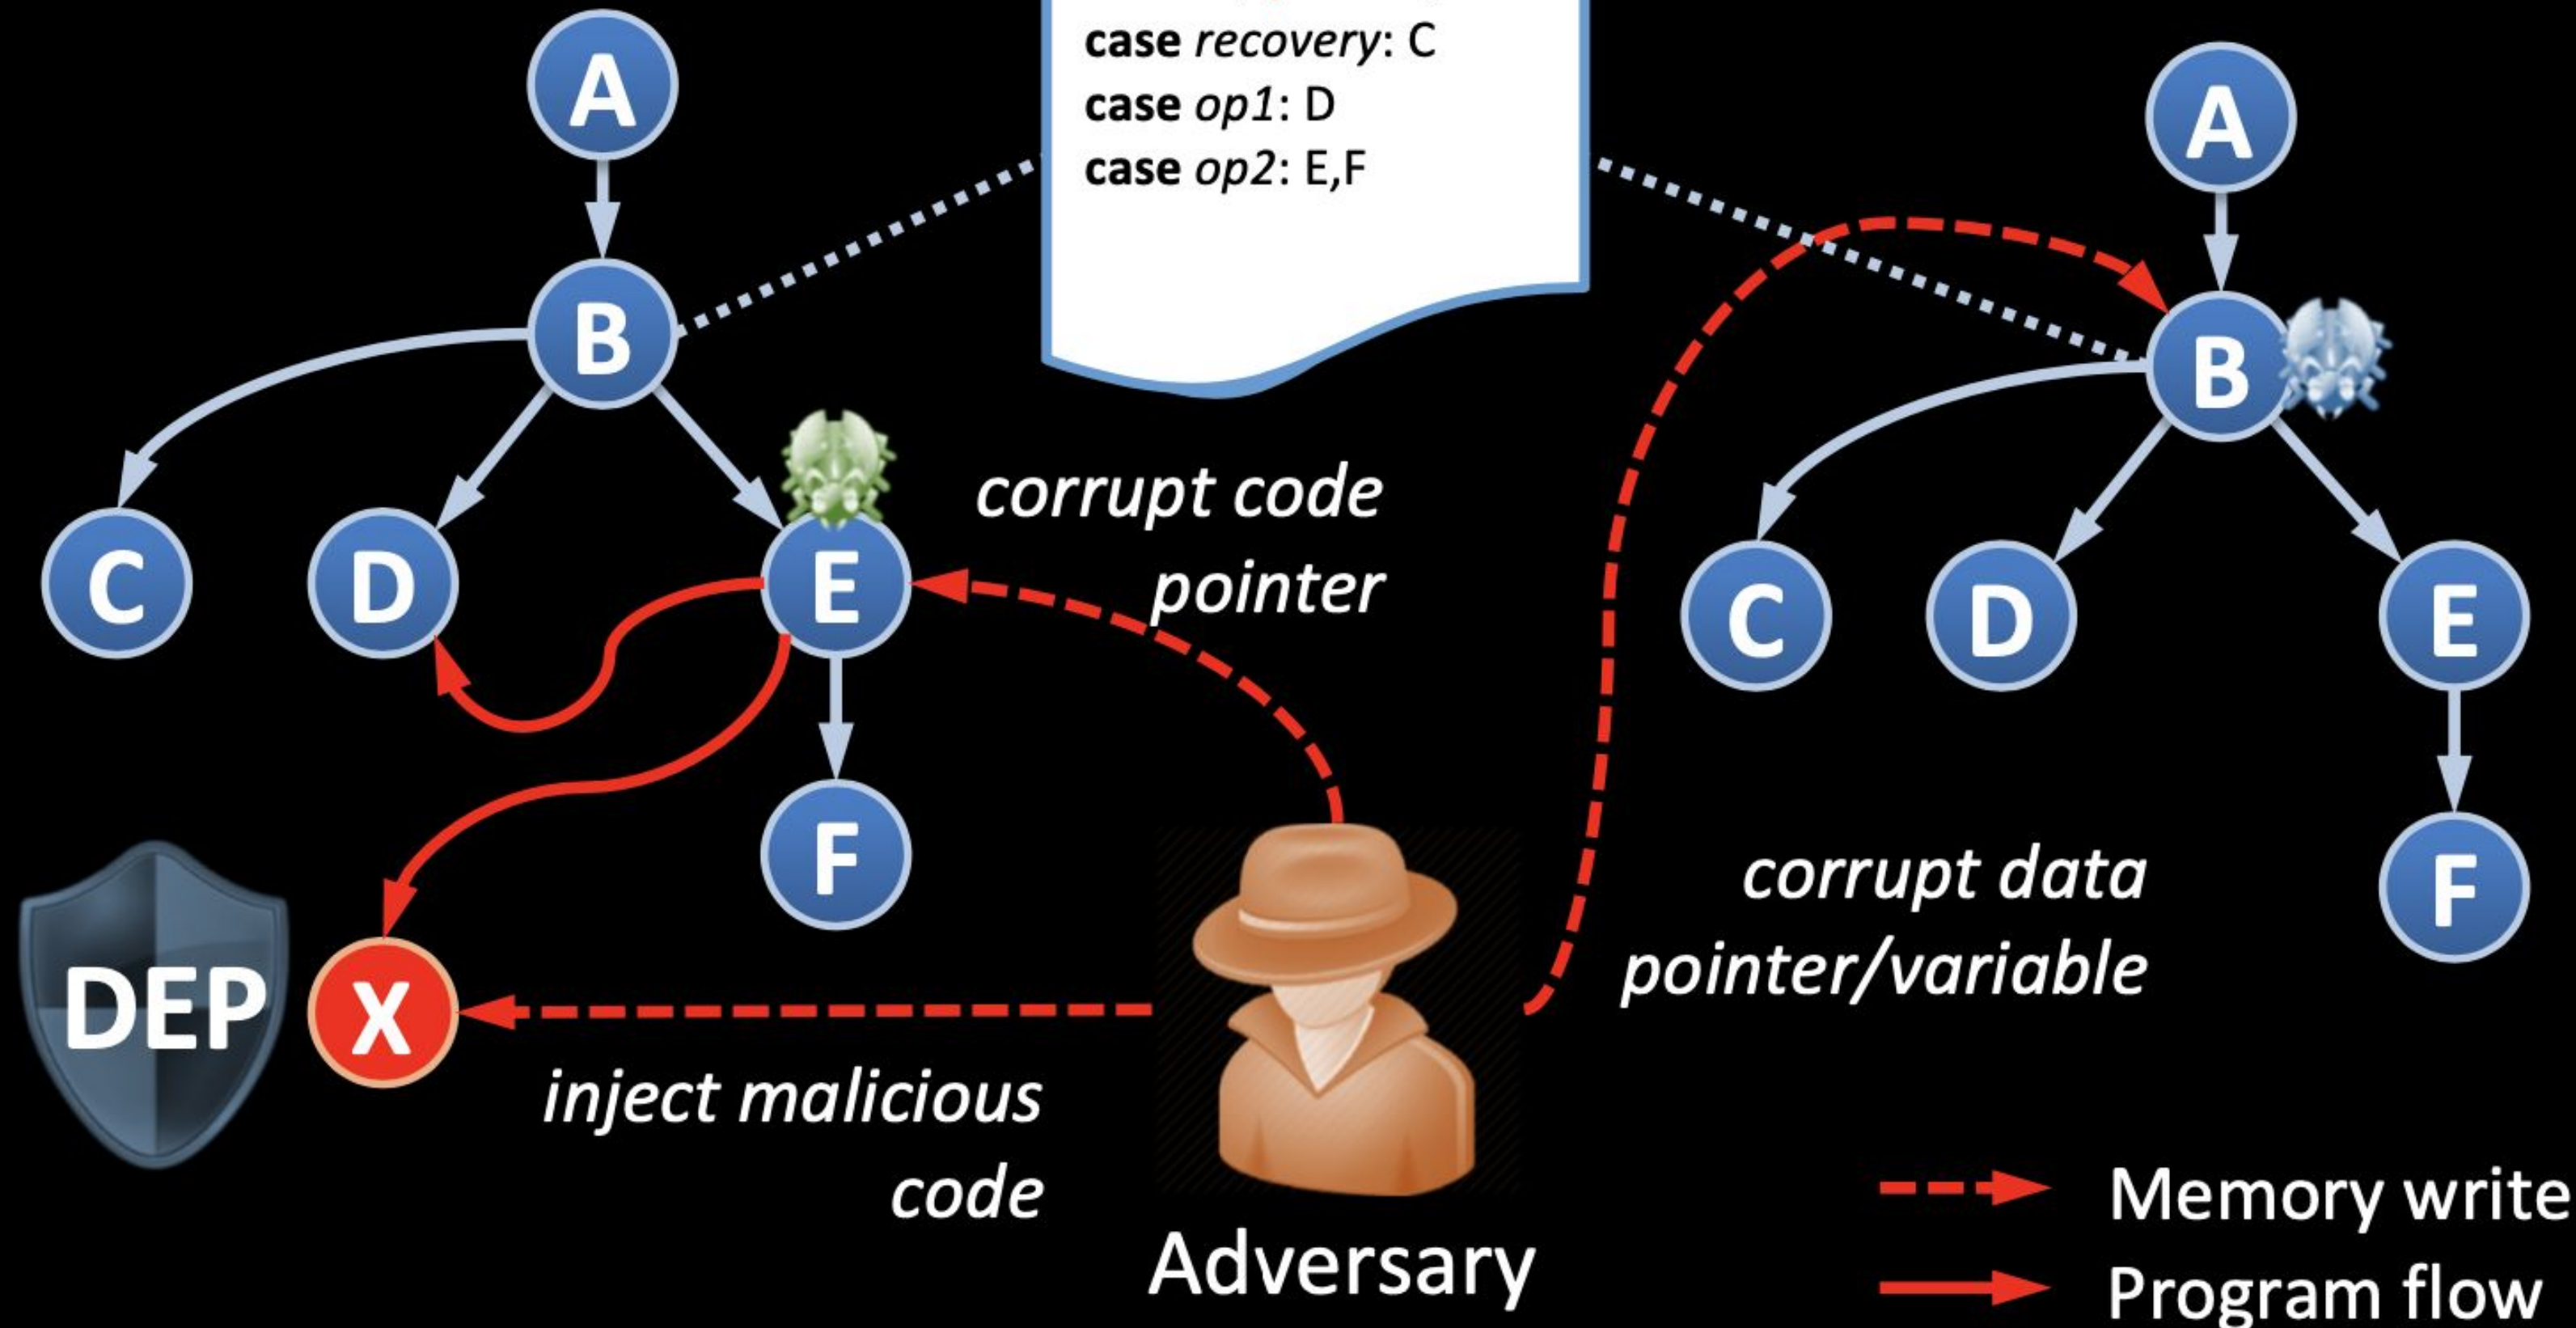 A
case recovery: C
case op1: D
case op2: E,F
A
B
B
corrupt code
pointer
C
D
E
C
D
E
F
corrupt data
pointer/variable
F
DEP
X
inject malicious
code
Adversary
Memory write
Program flow